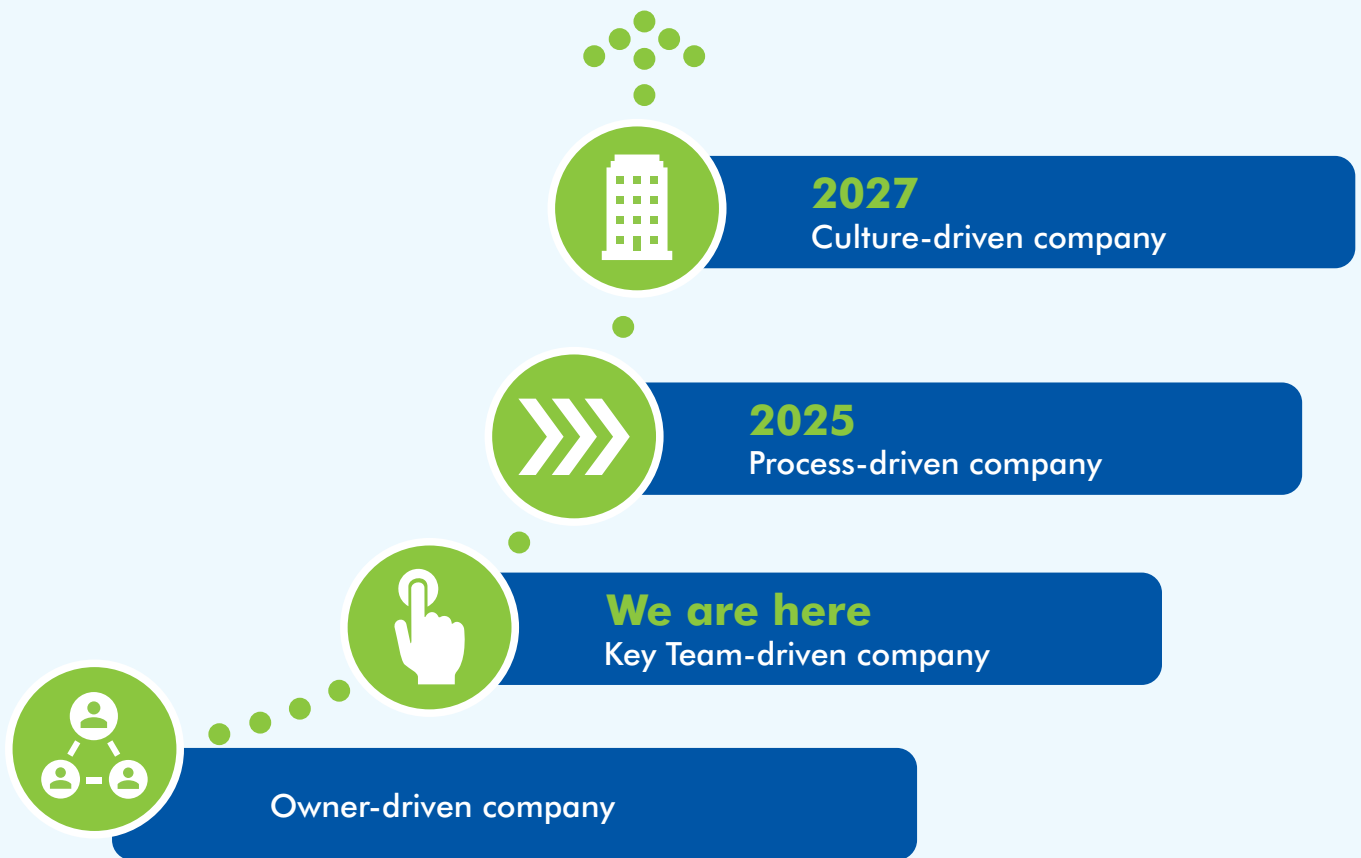 2027
Culture-driven company
2025
Process-driven company
We are here
Key Team-driven company
Owner-driven company